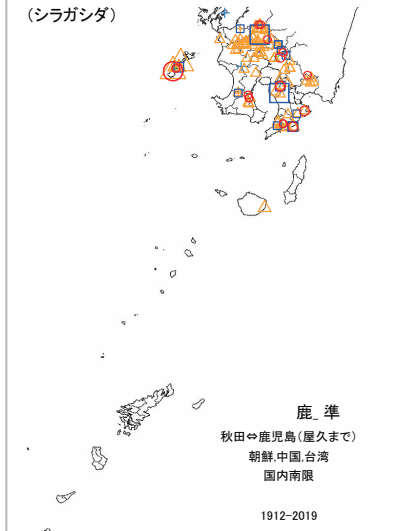 (シラガシダ)
鹿_準
秋田⇔鹿児島(屋久まで)
朝鮮,中国,台湾
国内南限
1912-2019